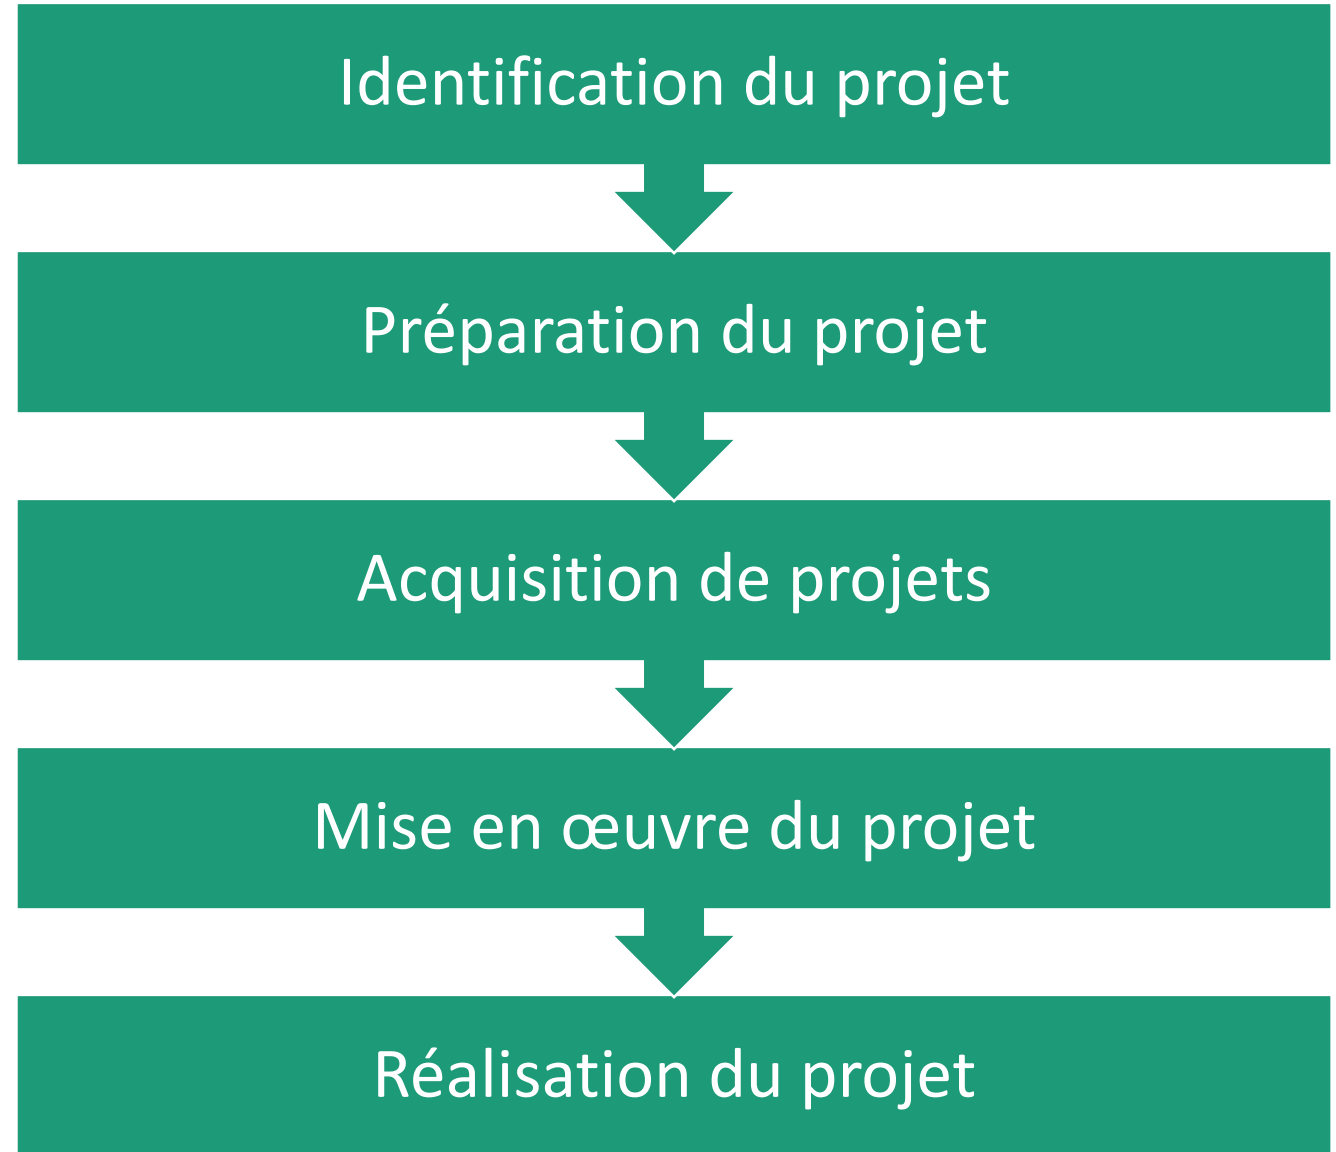 Identification du projet
Préparation du projet
Acquisition de projets
Mise en œuvre du projet
Réalisation du projet